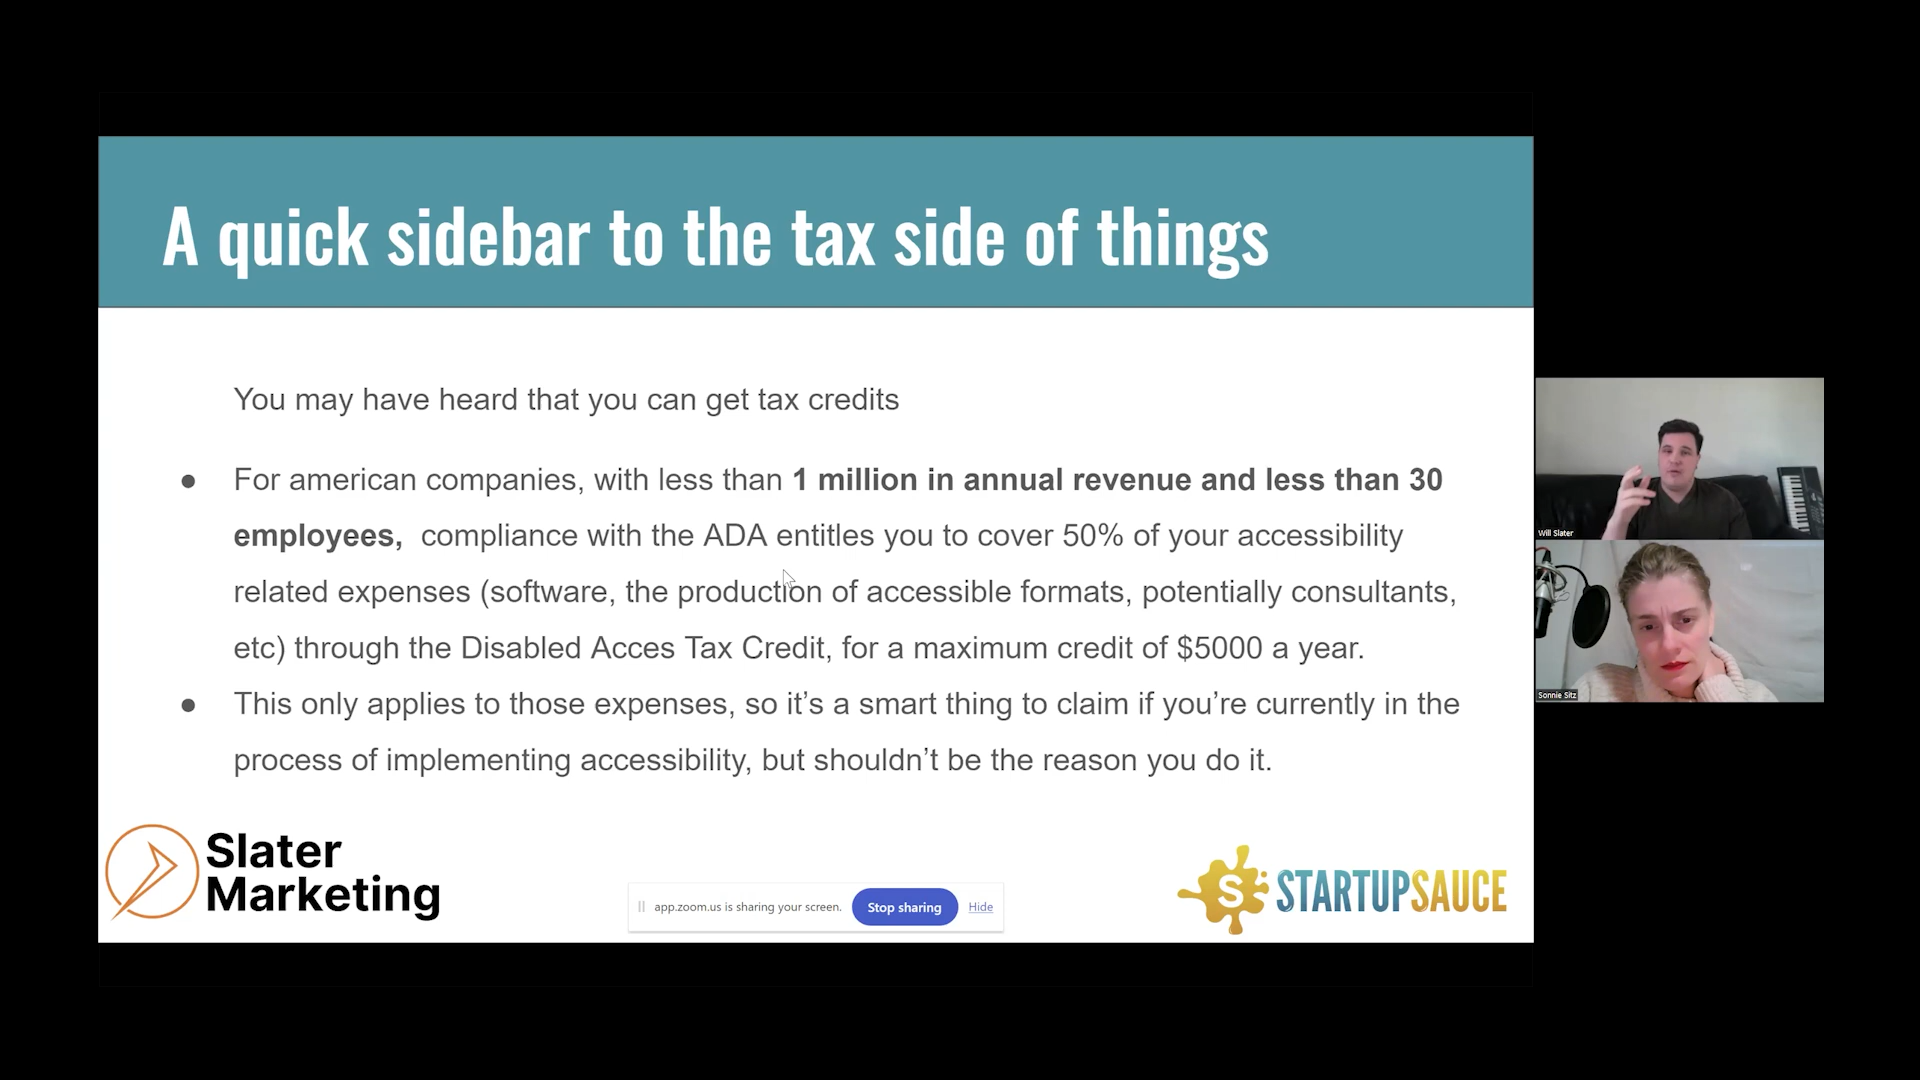 A quick sidebar to the tax side of things
You may have heard that you can get tax credits
● For american companies, with less than 1 million in annual revenue and less than 30
employees, compliance with the ADA entitles you to cover 50% of your accessibility
related expenses (software, the production of accessible formats, potentially consultants,
etc) through the Disabled Acces Tax Credit, for a maximum credit of $5000 a year.
● This only applies to those expenses, so it’s a smart thing to claim if you’re currently in the
process of implementing accessibility, but shouldn’t be the reason you do it.
Slater
Marketing
app.zoom.us is sharing your screen. Stop sharing Hide
S STARTUPSAUCE
Will Slater
Sonnie Sitz